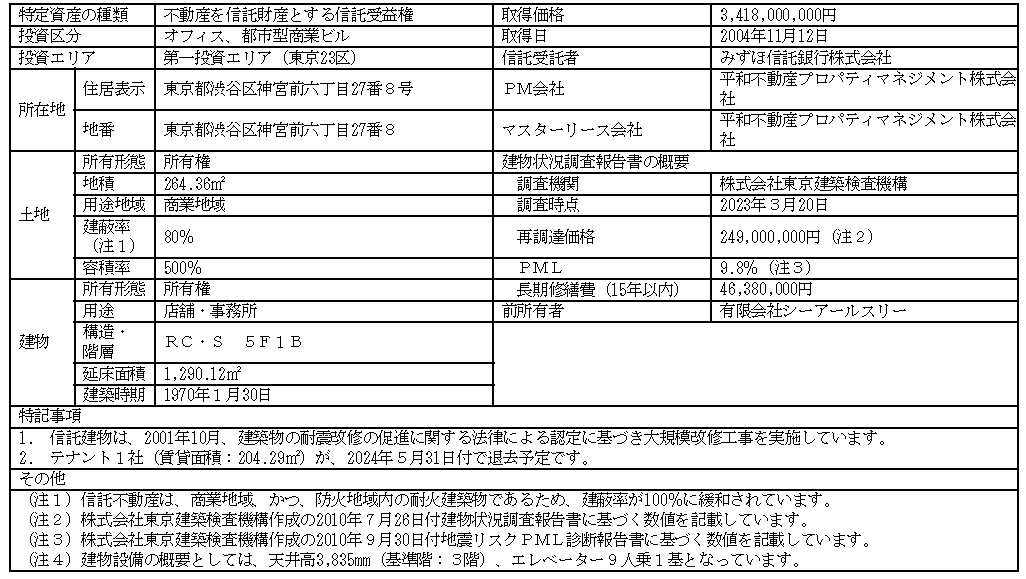 特定資産の種類 不動産を信託財産とする信託受益権 取得価格 3,418,000,000円
投資区分 オフィス、都市型商業ビル 取得日 2004年11月12日
投資エリア 第一投資エリア（東京23区） 信託受託者 みずほ信託銀行株式会社
所在地 住居表示 東京都渋谷区神宮前六丁目27番８号 ＰＭ会社 平和不動産プロパティマネジメント株式会
社
地番 東京都渋谷区神宮前六丁目27番８ マスターリース会社 平和不動産プロパティマネジメント株式会
社
土地 所有形態 所有権 建物状況調査報告書の概要
地積 264.36㎡ 調査機関 株式会社東京建築検査機構
用途地域 商業地域 調査時点 2023年３月20日
建蔽率
（注１） 80％ 再調達価格 249,000,000円（注２）
容積率 500％ ＰＭＬ 9.8％（注３）
建物 所有形態 所有権 長期修繕費（15年以内） 46,380,000円
用途 店舗・事務所 前所有者 有限会社シーアールスリー
構造・
階層 ＲＣ・Ｓ　５Ｆ１Ｂ
延床面積 1,290.12㎡
建築時期 1970年１月30日
特記事項
１．　信託建物は、2001年10月、建築物の耐震改修の促進に関する法律による認定に基づき大規模改修工事を実施しています。
２．　テナント１社（賃貸面積：204.29㎡）が、2024年５月31日付で退去予定です。
その他
（注１）信託不動産は、商業地域、かつ、防火地域内の耐火建築物であるため、建蔽率が100％に緩和されています。
（注２）株式会社東京建築検査機構作成の2010年７月26日付建物状況調査報告書に基づく数値を記載しています。
（注３）株式会社東京建築検査機構作成の2010年９月30日付地震リスクＰＭＬ診断報告書に基づく数値を記載しています。
（注４）建物設備の概要としては、天井高3,835mm（基準階：３階）、エレベーター９人乗１基となっています。